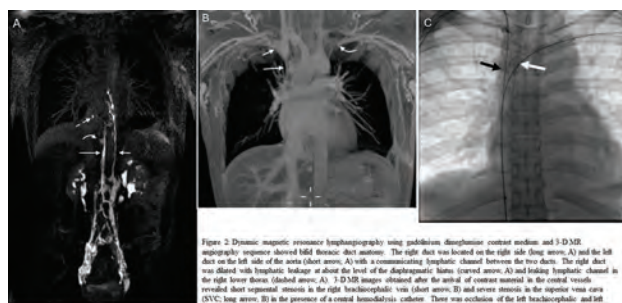 A
B
C
Figure 2. Dynamic magnetic resonance lymphangiography using gadolinium dimeglumine contrast medium and 3-D MR
angiography sequence showed bifid thoracic duct anatomy. The right duct was located on the right side (long arrow, A) and the left
duct on the left side of the aorta (short arrow, A) with a communicating lymphatic channel between the two ducts. The right duct
was dilated with lymphatic leakage at about the level of the diaphragmatic hiatus (curved arrow, A) and leaking lymphatic channel in
the right lower thorax (dashed arrow, A). 3-D MR images obtained after the arrival of contrast material in the central vessels
revealed short segmental stenosis in the right brachiocephalic vein (short arrow, B) and severe stenosis in the superior vena cava
(SVC; long arrow, B) in the presence of a central hemodialysis catheter. There was occlusion of the left brachiocephalic and left